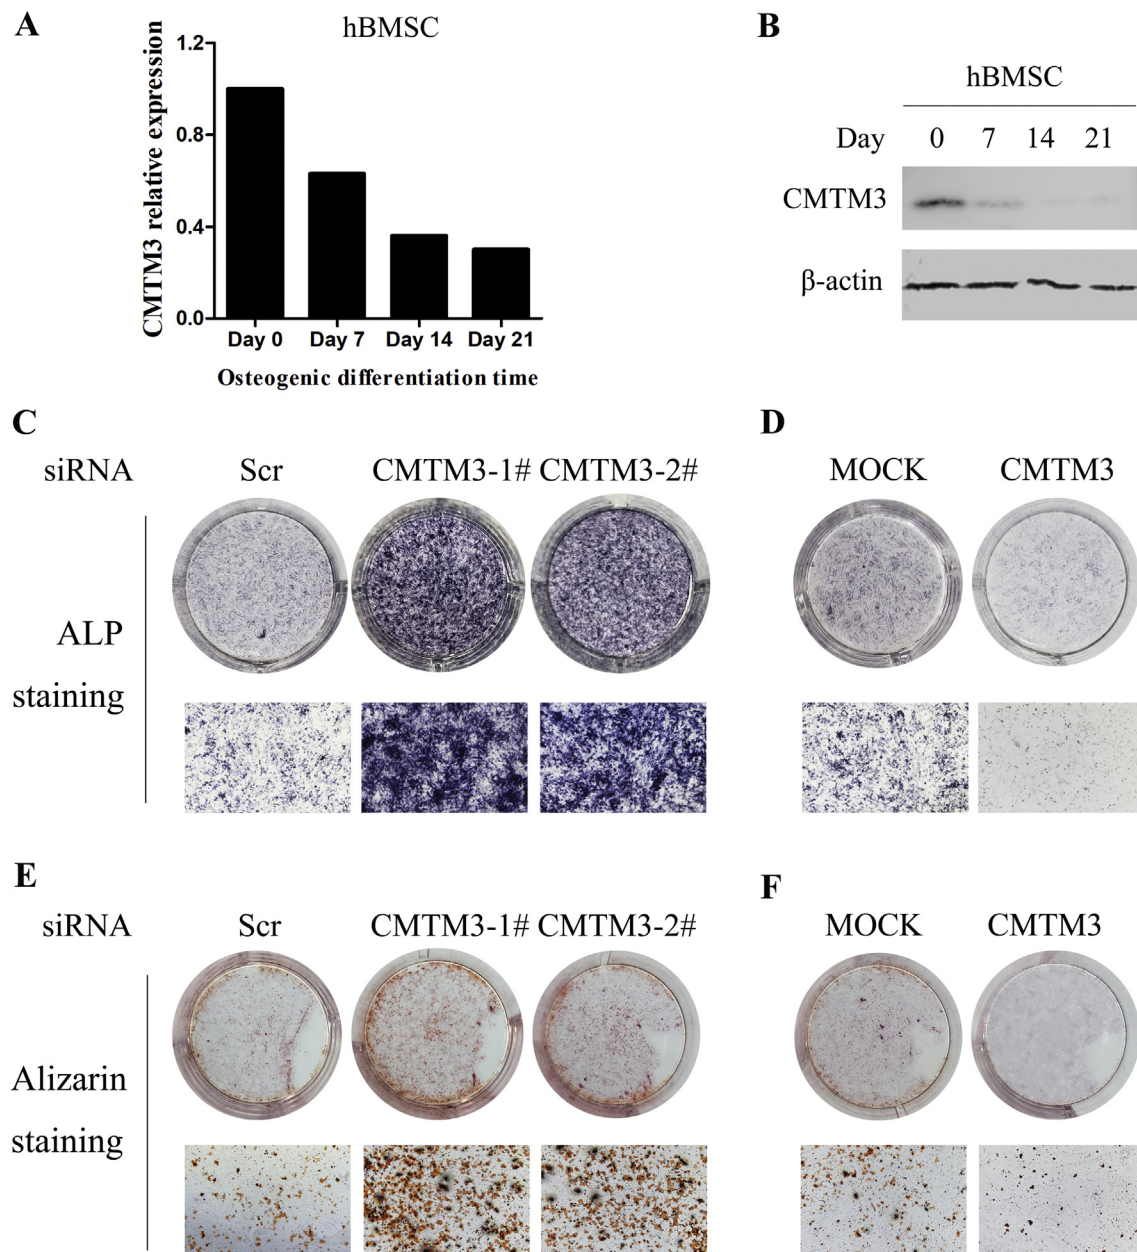 A
hBMSC
CMTM3 relative expression
1.2
0.8
0.4
0.0
Day 0 Day 7 Day 14 Day 21
Osteogenic differentiation time
B
hBMSC
Day 0 7 14 21
CMTM3
β-actin
C
siRNA Scr CMTM3-1# CMTM3-2#
ALP
staining
D
MOCK CMTM3
E
siRNA Scr CMTM3-1# CMTM3-2#
Alizarin
staining
F
MOCK CMTM3